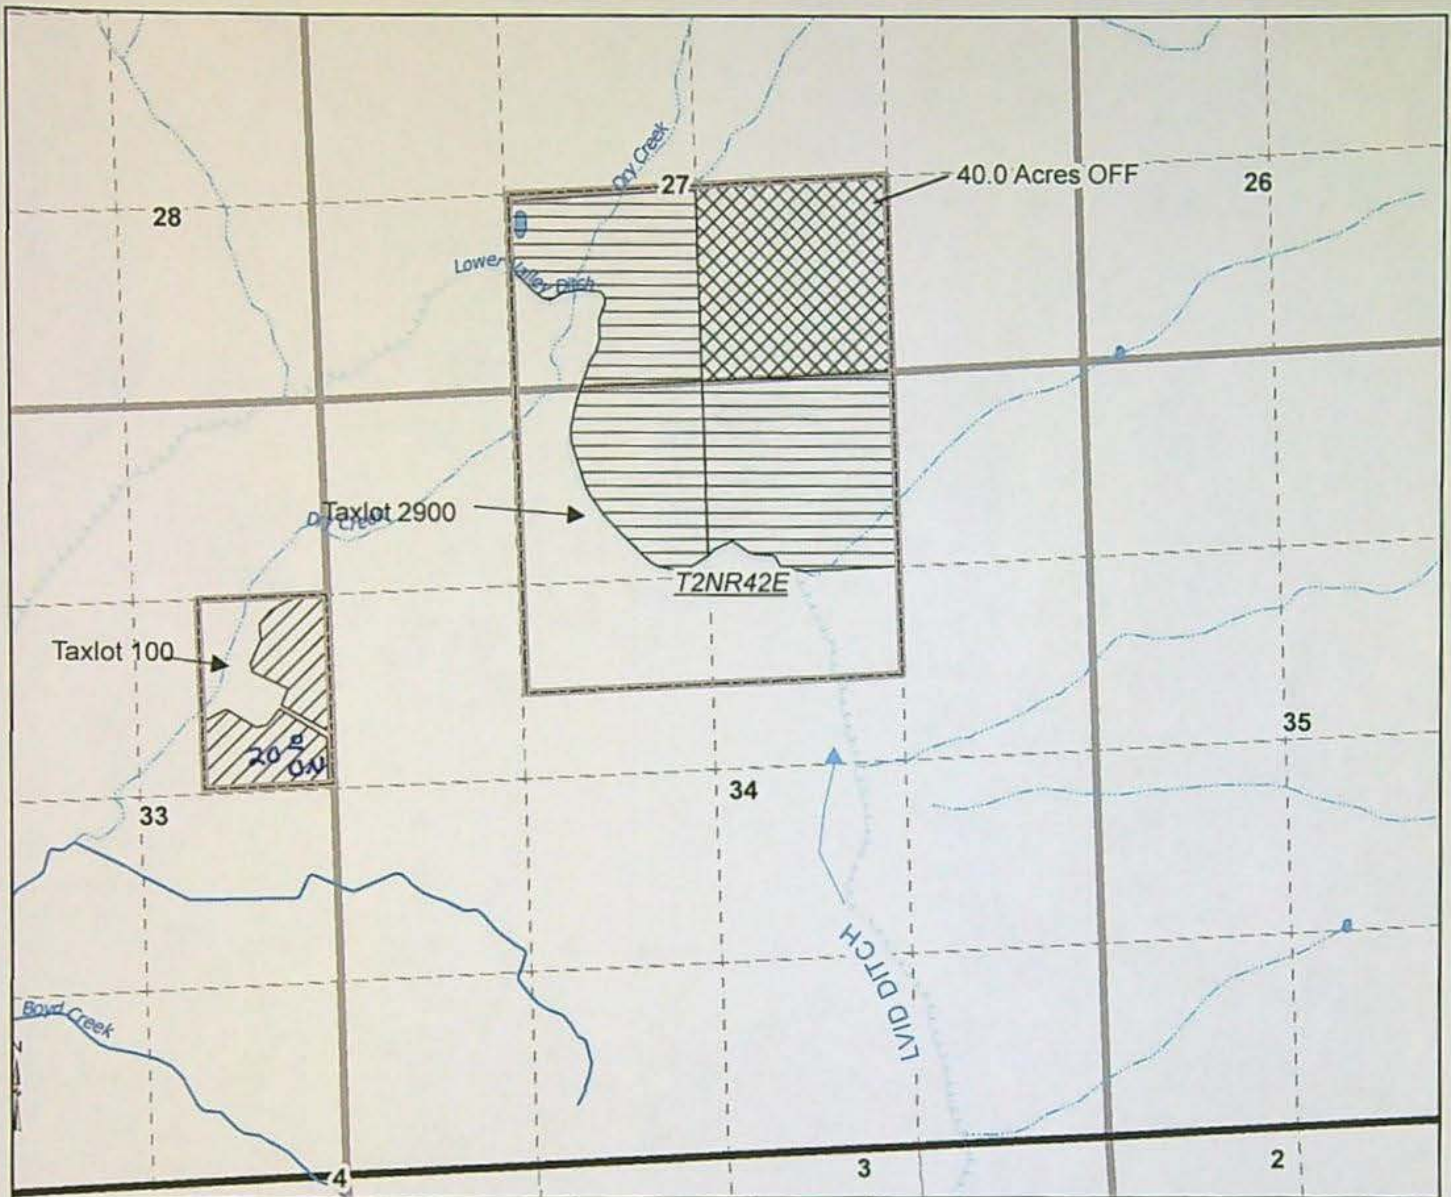 Dry Creek
27
40.0 Acres OFF
26
28
Lower Valley Ditch
Taxlot 2900
Dry Creek
T2NR42E
Taxlot 100
20.0 ON
35
34
33
LVID DITCH
Boyd Creek
N
4
3
2